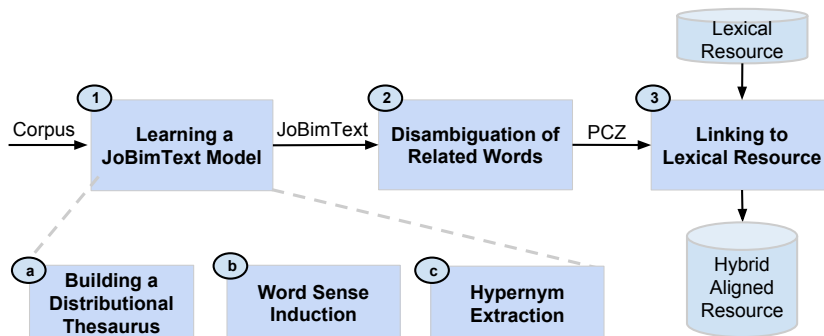 Lexical
Resource
1
2
3
Corpus
Learning a
JoBimText Model
JoBimText
Disambiguation of
Related Words
PCZ
Linking to
Lexical Resource
a
Building a
Distributional
Thesaurus
b
Word Sense
Induction
c
Hypernym
Extraction
Hybrid
Aligned
Resource